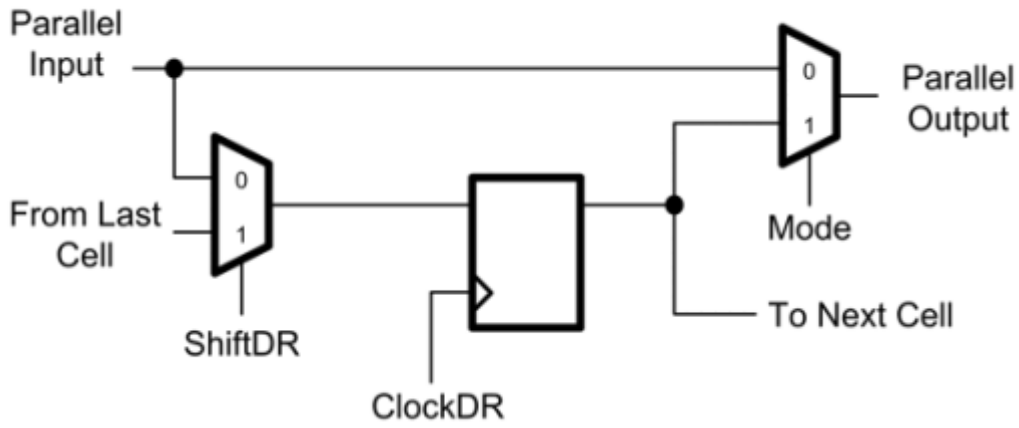 Parallel
Input
0
1
Parallel
Output
Mode
0
1
From Last
Cell
ShiftDR
ClockDR
To Next Cell